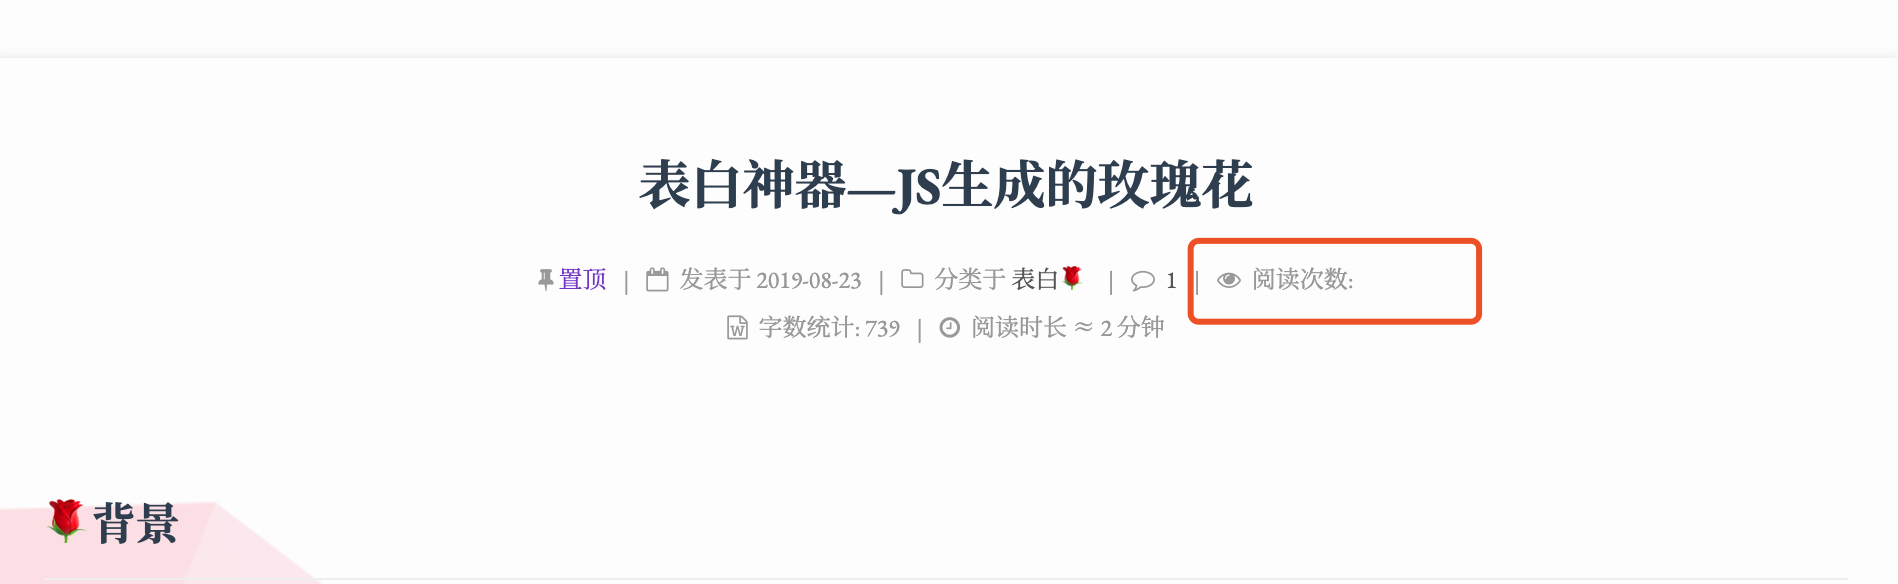 表白神器—JS生成的玫瑰花
置顶 | 发表于 2019-08-23 | 分类于 表白🌹 | 1 | 阅读次数:
字数统计: 739 | 阅读时长 ≈ 2 分钟
🌹背景